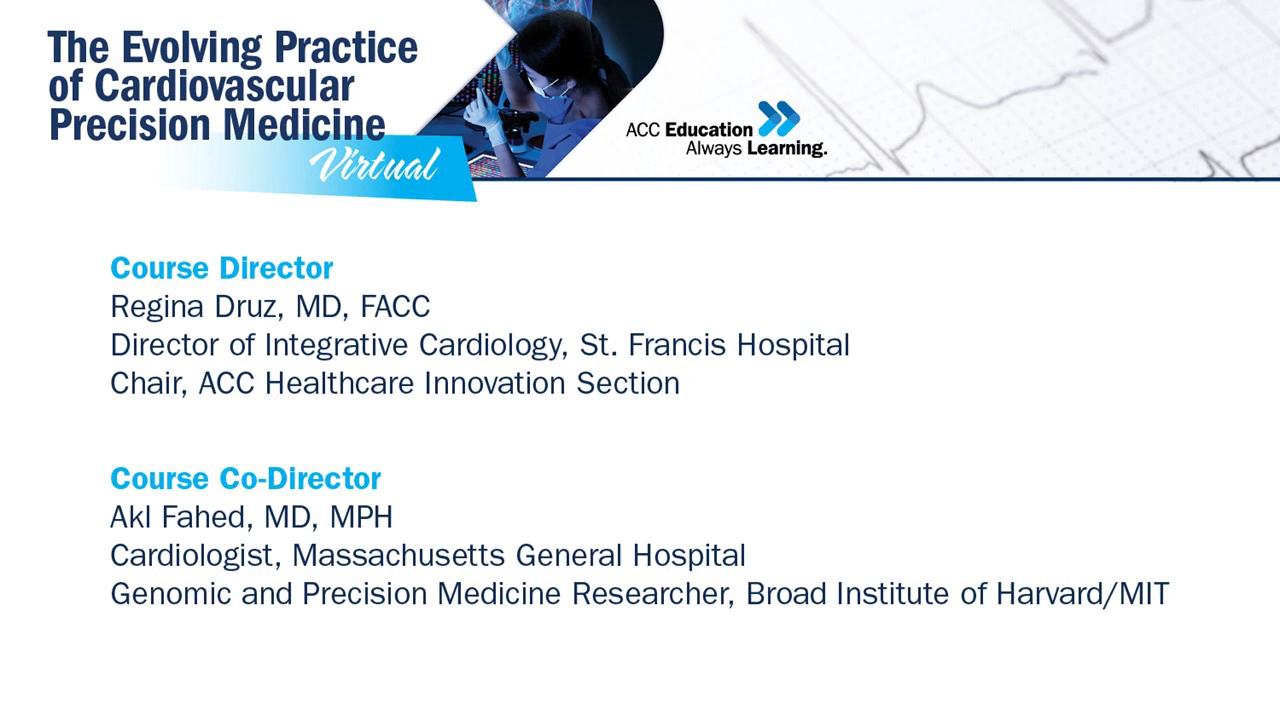 The Evolving Practice
of Cardiovascular
Precision Medicine
Virtual
ACC Education
Always Learning.
Course Director
Regina Druz, MD, FACC
Director of Integrative Cardiology, St. Francis Hospital
Chair, ACC Healthcare Innovation Section
Course Co-Director
Akl Fahed, MD, MPH
Cardiologist, Massachusetts General Hospital
Genomic and Precision Medicine Researcher, Broad Institute of Harvard/MIT